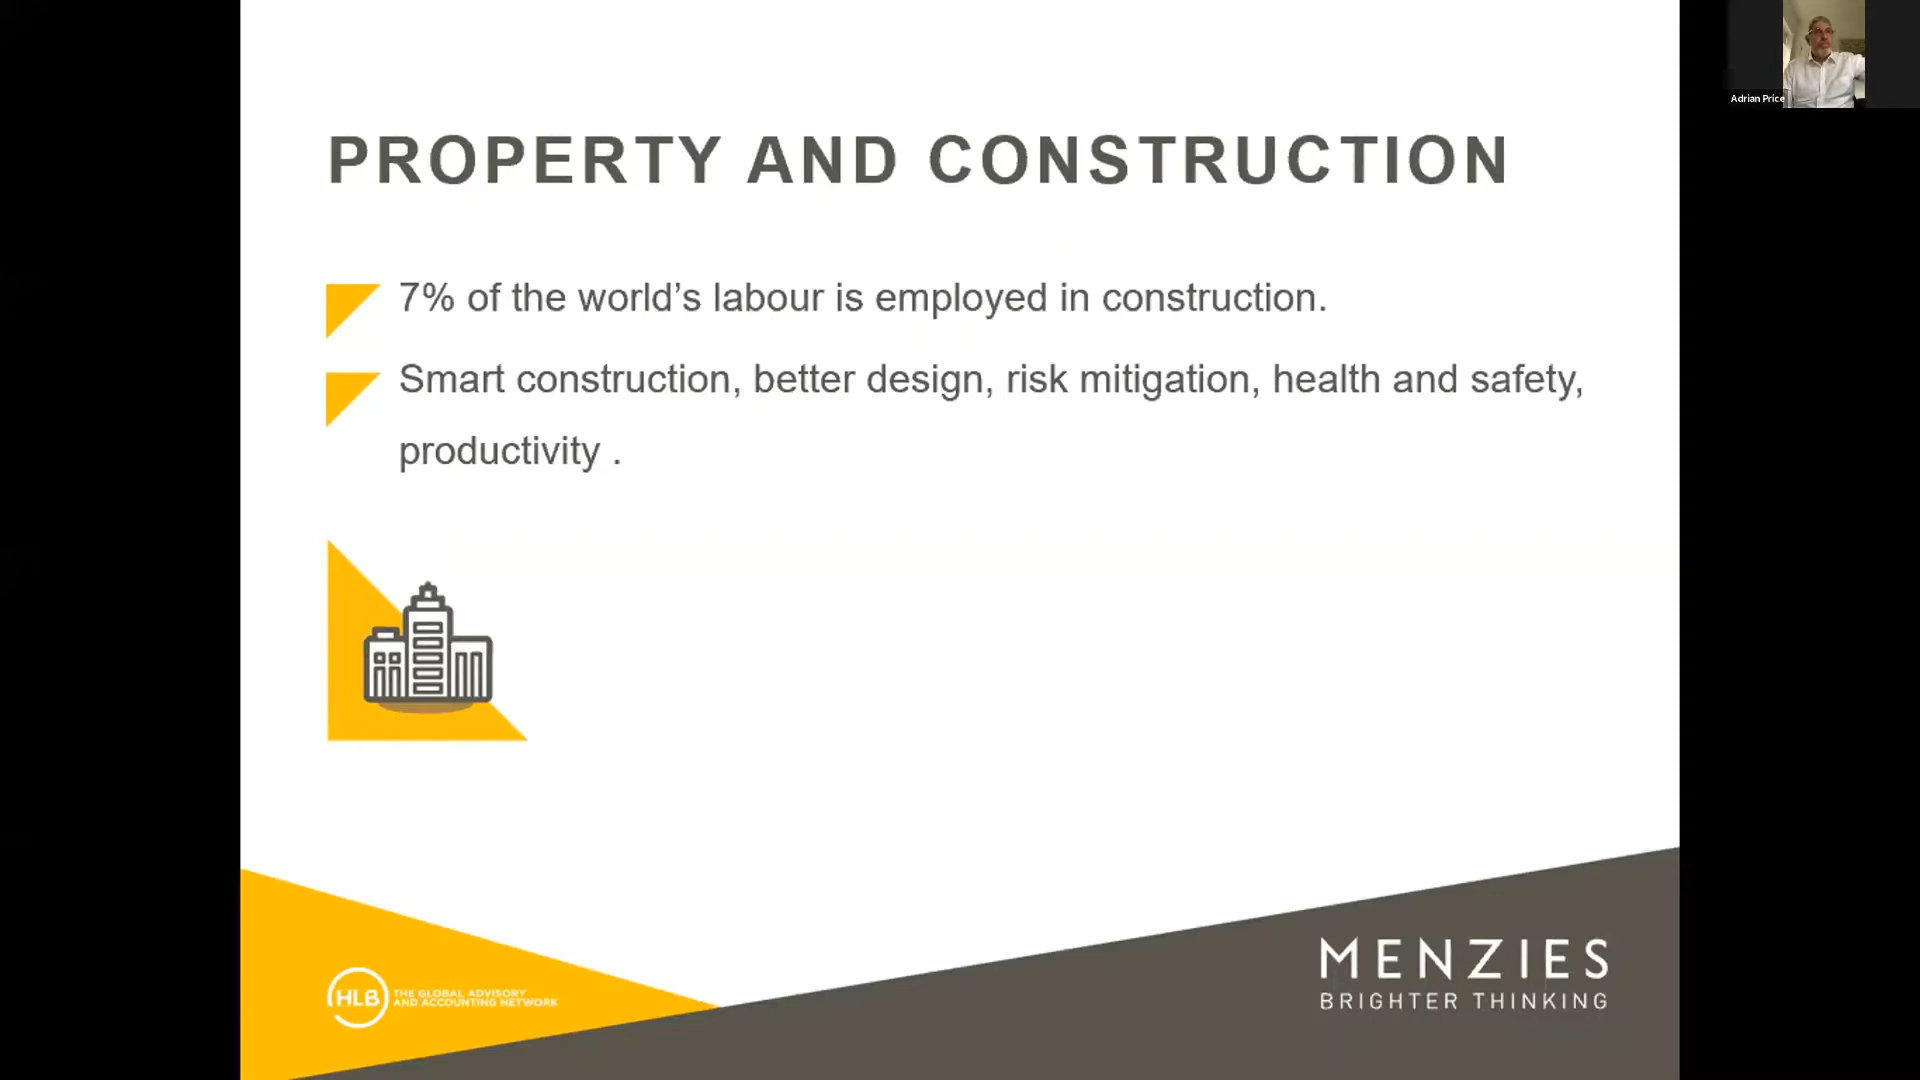 Adrian Price
PROPERTY AND CONSTRUCTION
7% of the world’s labour is employed in construction.
Smart construction, better design, risk mitigation, health and safety,
productivity .
HLB
THE GLOBAL ADVISORY
AND ACCOUNTING NETWORK
MENZIES
BRIGHTER THINKING